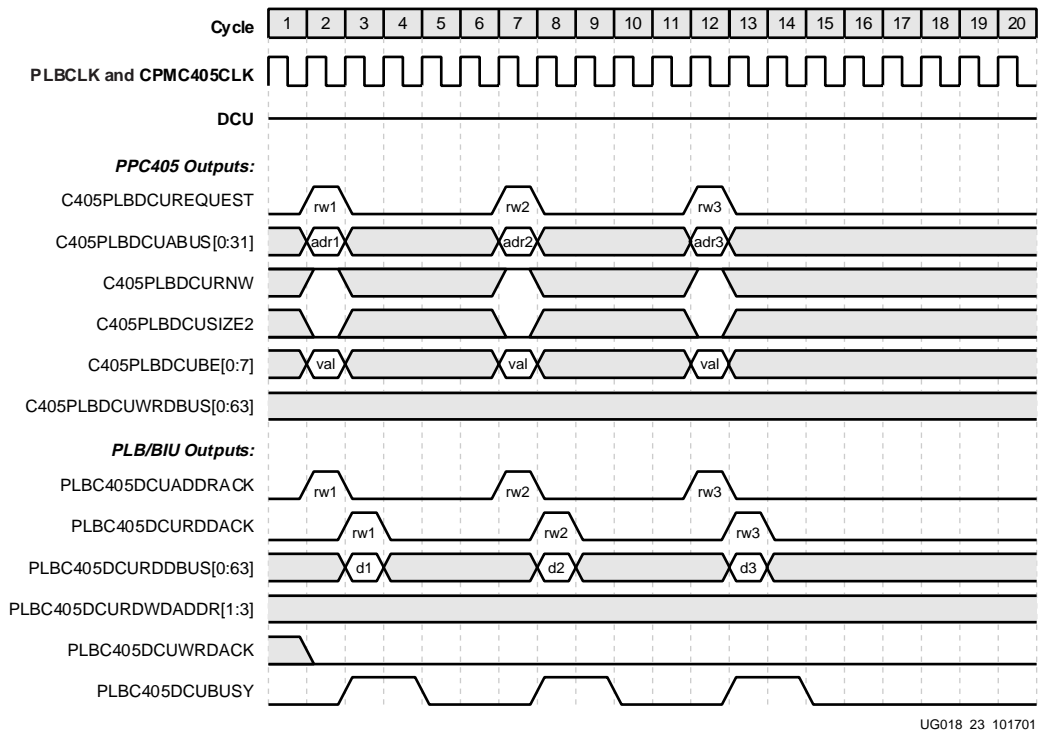 Cycle 1 2 3 4 5 6 7 8 9 10 11 12 13 14 15 16 17 18 19 20
PLBCLK and CPMC405CLK
DCU
PPC405 Outputs:
C405PLBDCUREQUEST rw1 rw2 rw3
C405PLBDCUABUS[0:31] adr1 adr2 adr3
C405PLBDCURNW
C405PLBDCUSIZE2
C405PLBDCUBE[0:7] val val val
C405PLBDCUWRDBUS[0:63]
PLB/BIU Outputs:
PLBC405DCUADDRACK rw1 rw2 rw3
PLBC405DCURDDACK rw1 rw2 rw3
PLBC405DCURDDBUS[0:63] d1 d2 d3
PLBC405DCURDWDADDR[1:3]
PLBC405DCUWRDACK
PLBC405DCUBUSY
UG018_23_101701